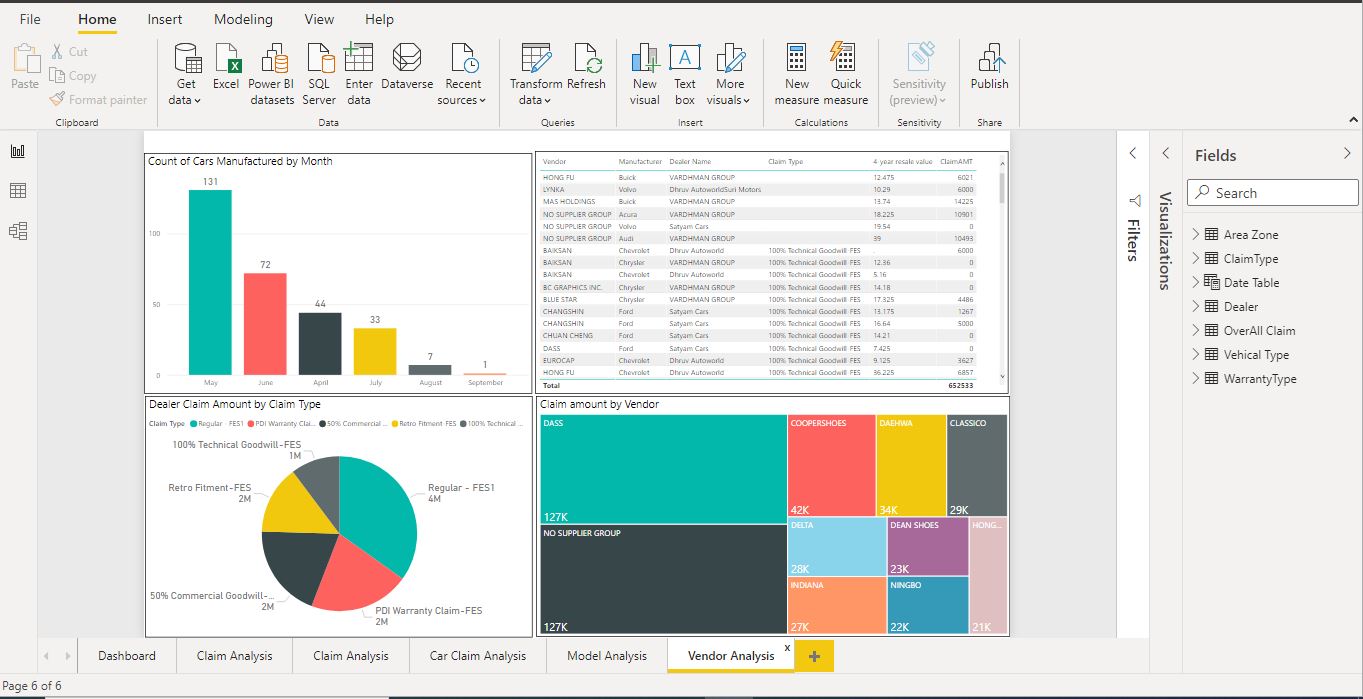 File Home Insert Modeling View Help
Paste
Cut
Copy
Format painter
Clipboard
Get data
Excel
Power BI datasets
SQL Server
Enter data
Dataverse
Recent sources
Data
Transform data
Refresh
Queries
New visual
Text box
More visuals
Insert
New measure
Quick measure
Calculations
Sensitivity (preview)
Sensitivity
Publish
Share
Count of Cars Manufactured by Month
131
72
44
33
7
1
100
50
0
May June April July August September
Vendor Manufacturer Dealer Name Claim Type 4-year resale value ClaimAMT
HONG FU Buick VARDHMAN GROUP 12.475 6021
LYNKA Volvo Dhruv AutoworldSuri Motors 10.29 6000
MAS HOLDINGS Buick VARDHMAN GROUP 13.74 14225
NO SUPPLIER GROUP Acura VARDHMAN GROUP 18.225 10901
NO SUPPLIER GROUP Volvo Satyam Cars 19.54 0
NO SUPPLIER GROUP Audi VARDHMAN GROUP 39 10493
BAIKSAN Chevrolet Dhruv Autoworld 100% Technical Goodwill-FES . 6000
BAIKSAN Chrysler VARDHMAN GROUP 100% Technical Goodwill-FES 12.36 0
BAIKSAN Chevrolet Dhruv Autoworld 100% Technical Goodwill-FES 5.16 0
BC GRAPHICS INC. Chrysler VARDHMAN GROUP 100% Technical Goodwill-FES 14.18 0
BLUE STAR Chrysler VARDHMAN GROUP 100% Technical Goodwill-FES 17.325 4486
CHANGSHIN Ford Satyam Cars 100% Technical Goodwill-FES 13.175 1267
CHANGSHIN Ford Satyam Cars 100% Technical Goodwill-FES 16.64 5000
CHUAN CHENG Ford Satyam Cars 100% Technical Goodwill-FES 14.21 0
DASS Ford Satyam Cars 100% Technical Goodwill-FES 7.425 0
EUROCAP Chevrolet Dhruv Autoworld 100% Technical Goodwill-FES 9.125 3627
HONG FU Chevrolet Dhruv Autoworld 100% Technical Goodwill-FES 36.225 6857
Total 652533
Dealer Claim Amount by Claim Type
Claim Type Regular - FES1 PDI Warranty Clai... 50% Commercial ... Retro Fitment-FES 100% Technical ...
100% Technical Goodwill-FES
1M
Retro Fitment-FES
2M
Regular - FES1
4M
50% Commercial Goodwill-...
2M
PDI Warranty Claim-FES
2M
Claim amount by Vendor
DASS
127K
NO SUPPLIER GROUP
127K
COOPERSHOES
42K
DAEHWA
34K
CLASSICO
29K
DELTA
28K
DEAN SHOES
23K
HONG...
21K
INDIANA
27K
NINGBO
22K
Filters
Visualizations
Fields
Search
Area Zone
ClaimType
Date Table
Dealer
OverAll Claim
Vehical Type
WarrantyType
Dashboard Claim Analysis Claim Analysis Car Claim Analysis Model Analysis Vendor Analysis x +
Page 6 of 6